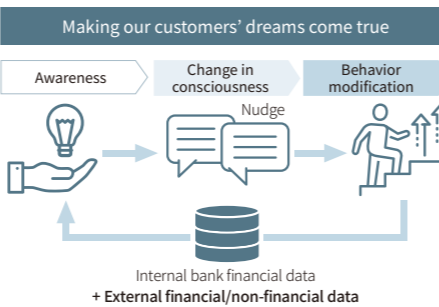 Making our customers’ dreams come true
Awareness
Change in
consciousness
Behavior
modification
Nudge
Internal bank financial data
+ External financial/non-financial data